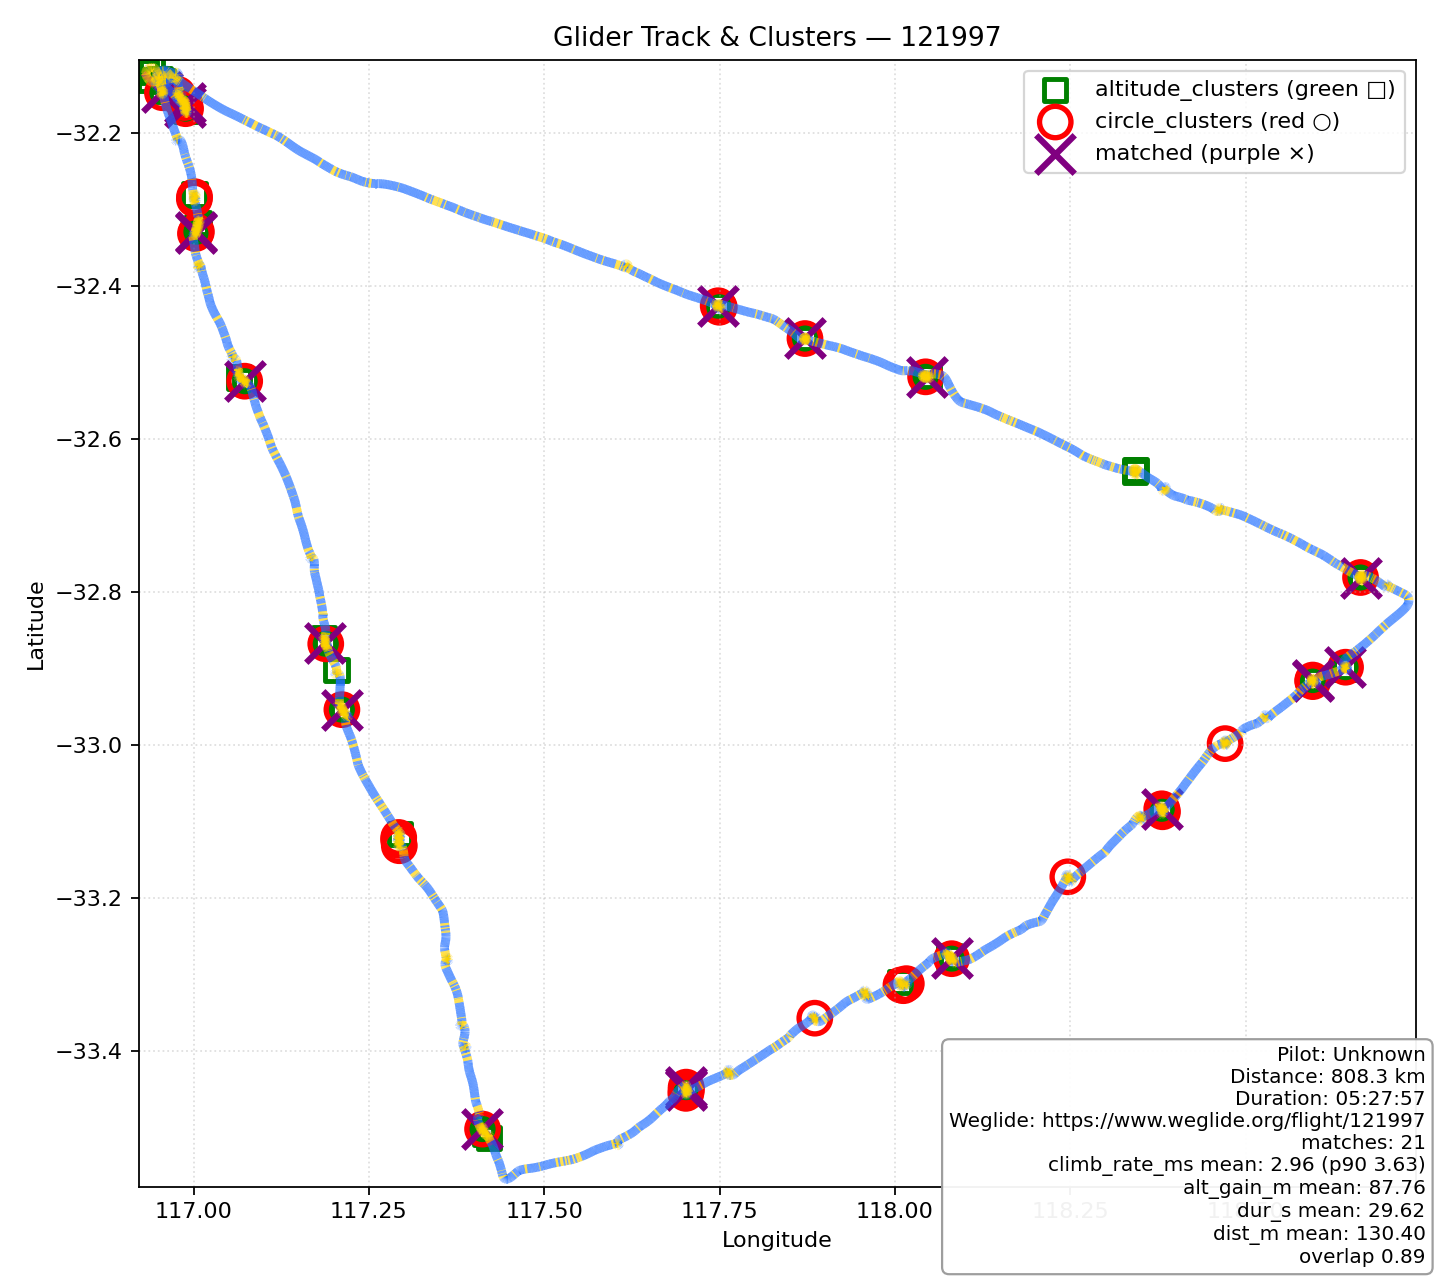 Glider Track & Clusters — 121997
altitude_clusters (green □)
circle_clusters (red ○)
matched (purple ×)
−32.2
−32.4
−32.6
−32.8
−33.0
−33.2
−33.4
Latitude
117.00
117.25
117.50
117.75
118.00
118.25
Longitude
Pilot: Unknown
Distance: 808.3 km
Duration: 05:27:57
Weglide: https://www.weglide.org/flight/121997
matches: 21
climb_rate_ms mean: 2.96 (p90 3.63)
alt_gain_m mean: 87.76
dur_s mean: 29.62
dist_m mean: 130.40
overlap 0.89